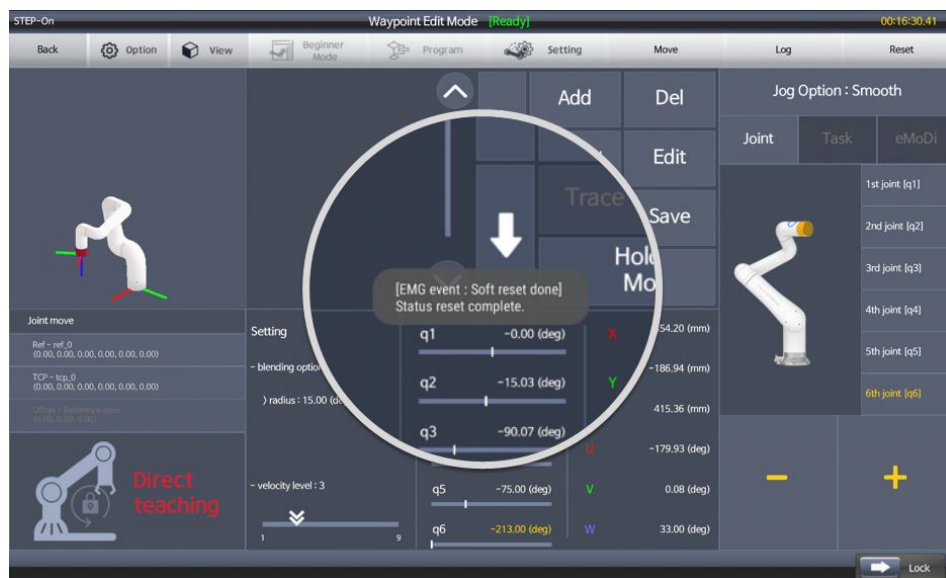 STEP-On
Waypoint Edit Mode [Ready]
00:16:30.41
Back
Option
View
Beginner
Mode
Program
Setting
Move
Log
Reset
Add
Del
Edit
Trace
Save
Hold
Mo
[EMG event : Soft reset done]
Status reset complete.
Jog Option : Smooth
Joint
Task
eMoDi
1st joint [q1]
2nd joint [q2]
3rd joint [q3]
4th joint [q4]
5th joint [q5]
6th joint [q6]
Joint move
Ref - ref_0
(0.00, 0.00, 0.00, 0.00, 0.00, 0.00)
TCP - tcp_0
(0.00, 0.00, 0.00, 0.00, 0.00, 0.00)
Direct
teaching
Setting
- blending optio
) radius : 15.00
- velocity level : 3
1
9
q1 -0.00 (deg) X 54.20 (mm)
q2 -15.03 (deg) Y -186.94 (mm)
q3 -90.07 (deg) 415.36 (mm)
U -179.93 (deg)
q5 -75.00 (deg) V 0.08 (deg)
q6 -213.00 (deg) W 33.00 (deg)
Lock